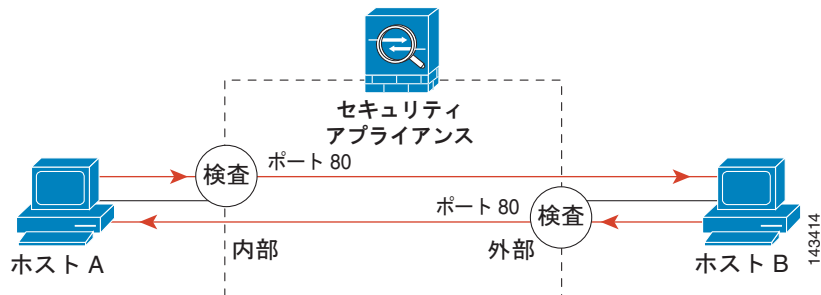 セキュリティ
アプライアンス
検査
ポート 80
ポート 80
検査
内部
外部
ホスト A
ホスト B
143414